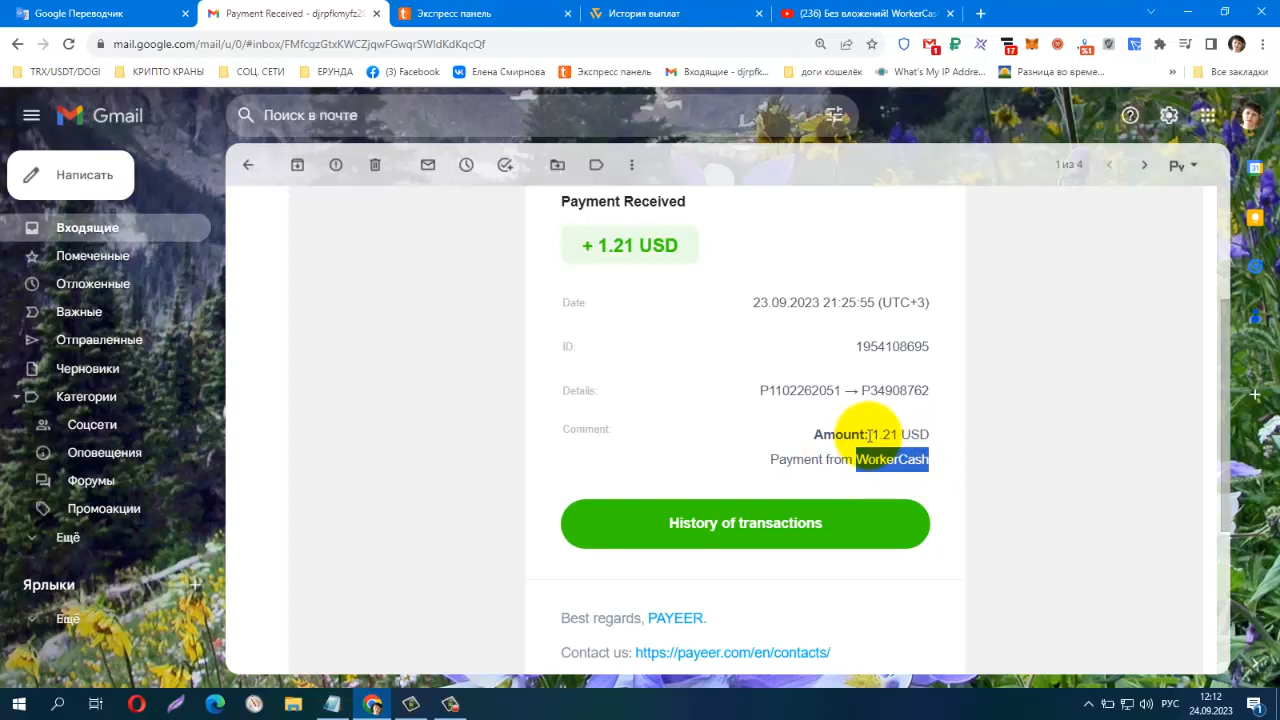 Google Переводчик
Payment Received - djrpfkmyfz2
Экспресс панель
История выплат
(236) Без вложений! WorkerCas
mail.google.com/mail/u/0/#inbox/FMfcgzGtxKWCZjqwFGwqrSWIdKdKqcQf
1
17
%1
TRX/USDT/DOGI
КРИПТО КРАНЫ
СОЦ. СЕТИ
ЕРУНДА
(3) Facebook
Елена Смирнова
Экспресс панель
Входящие - djrpfk...
доги кошелёк
What's My IP Addre...
Разница во време...
»
Все закладки
Gmail
Поиск в почте
Написать
1 из 4
Входящие
Помеченные
Отложенные
Важные
Отправленные
Черновики
Категории
Соцсети
Оповещения
Форумы
Промоакции
Ещё
Ярлыки
Ещё
Payment Received
+ 1.21 USD
Date: 23.09.2023 21:25:55 (UTC+3)
ID: 1954108695
Details: P1102262051 → P34908762
Comment: Amount: 1.21 USD
Payment from WorkerCash
History of transactions
Best regards, PAYEER.
Contact us: https://payeer.com/en/contacts/
РУС
12:12
24.09.2023
1